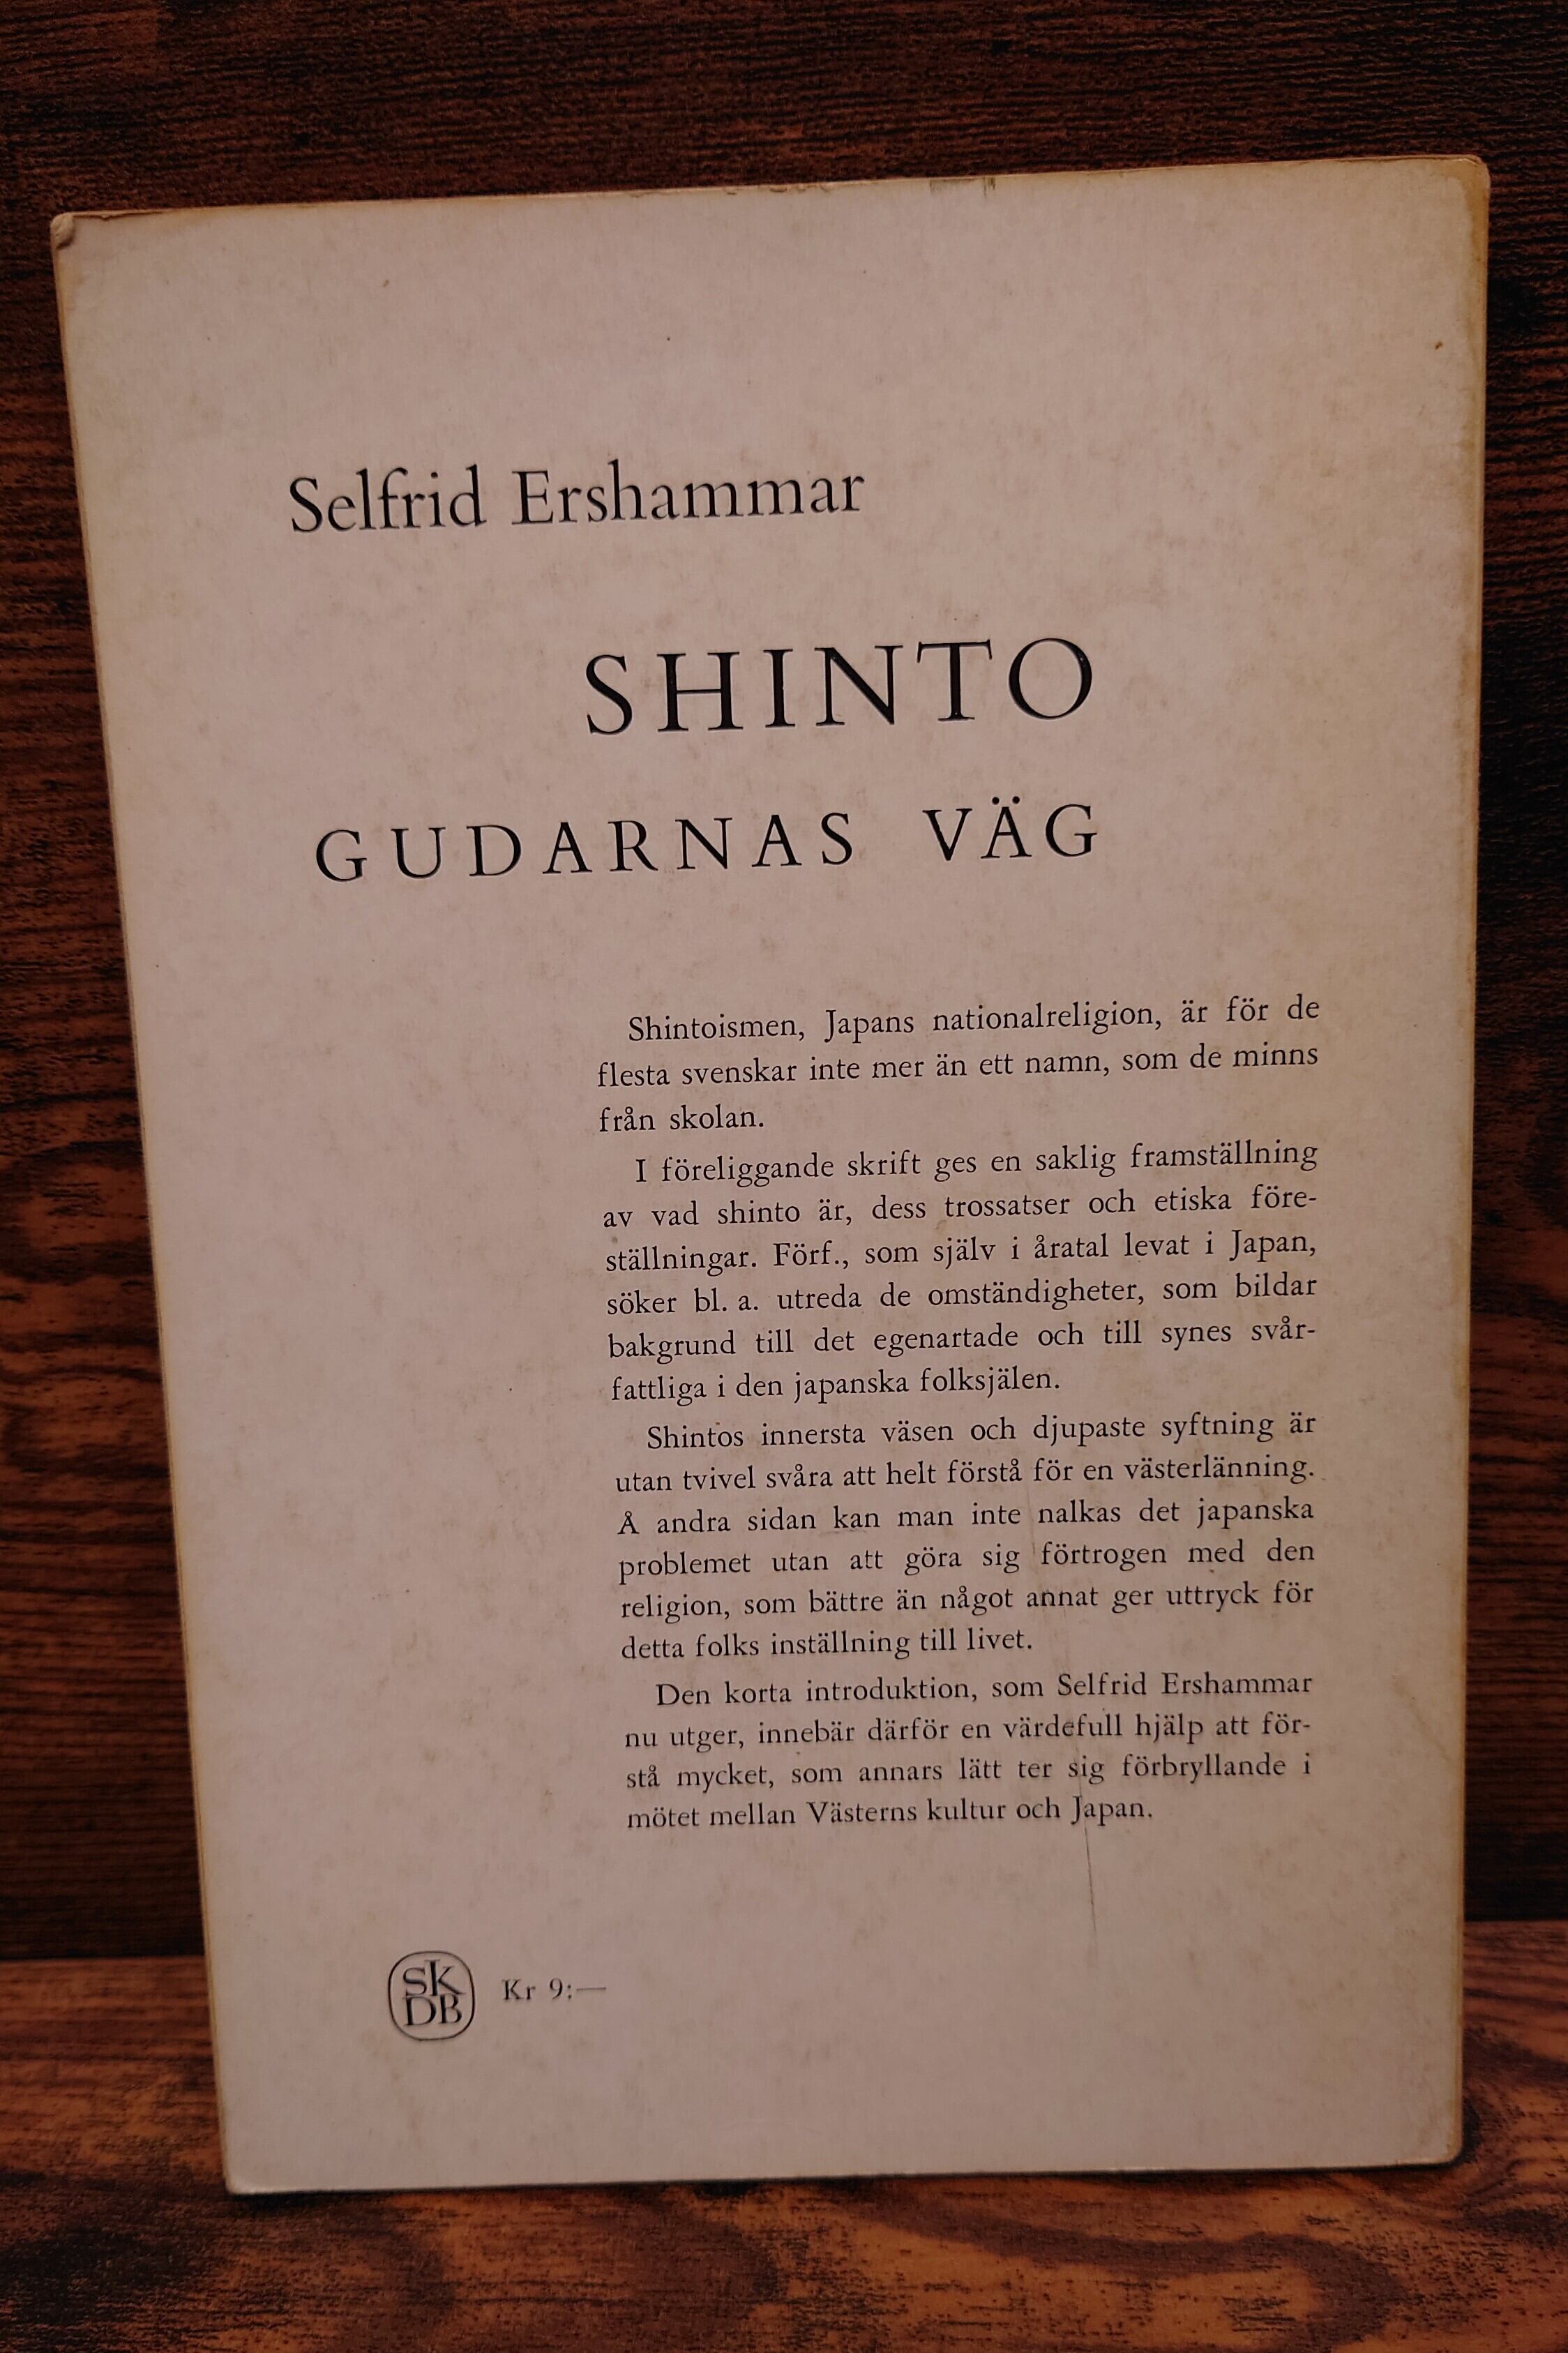 Selfrid Ershammar
SHINTO
GUDARNAS VÄG
Shintoismen, Japans nationalreligion, är för de
flesta svenskar inte mer än ett namn, som de minns
från skolan.
I föreliggande skrift ges en saklig framställning
av vad shinto är, dess trossatser och etiska före-
ställningar. Förf., som själv i åratal levat i Japan,
söker bl. a. utreda de omständigheter, som bildar
bakgrund till det egenartade och till synes svår-
fattliga i den japanska folksjälen.
Shintos innersta väsen och djupaste syftning är
utan tvivel svåra att helt förstå för en västerlänning.
Å andra sidan kan man inte nalkas det japanska
problemet utan att göra sig förtrogen med den
religion, som bättre än något annat ger uttryck för
detta folks inställning till livet.
Den korta introduktion, som Selfrid Ershammar
nu utger, innebär därför en värdefull hjälp att för-
stå mycket, som annars lätt ter sig förbryllande i
mötet mellan Västerns kultur och Japan.
SK
DB
Kr 9:—